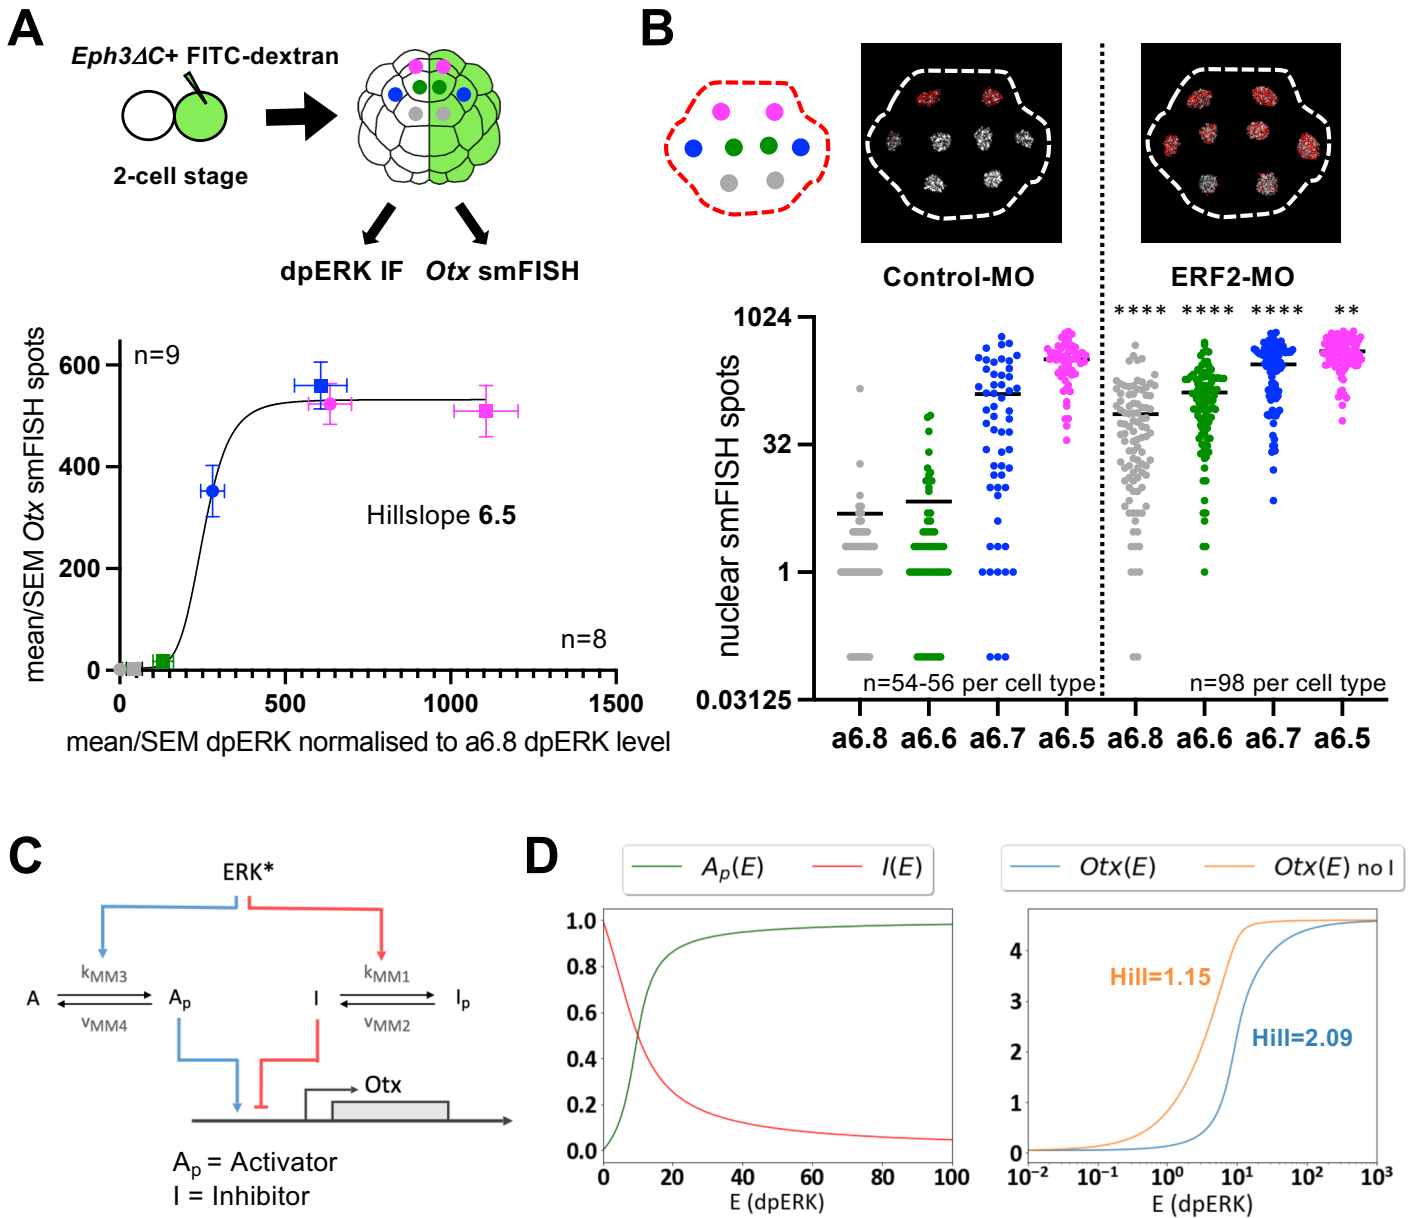 A
Eph3ΔC+ FITC-dextran
2-cell stage
dpERK IF
Otx smFISH
mean/SEM Otx smFISH spots
600
400
200
0
n=9
Hillslope 6.5
n=8
0
500
1000
1500
mean/SEM dpERK normalised to a6.8 dpERK level
B
Control-MO
ERF2-MO
nuclear smFISH spots
1024
32
1
0.03125
****
****
****
**
n=54-56 per cell type
n=98 per cell type
a6.8
a6.6
a6.7
a6.5
a6.8
a6.6
a6.7
a6.5
C
ERK*
kMM3
kMM1
A
Ap
I
Ip
vMM4
vMM2
Otx
Ap = Activator
I = Inhibitor
D
Ap(E)
I(E)
1.0
0.8
0.6
0.4
0.2
0.0
0
20
40
60
80
100
E (dpERK)
Otx(E)
Otx(E) no I
4
3
2
1
0
Hill=1.15
Hill=2.09
10⁻²
10⁻¹
10⁰
10¹
10²
10³
E (dpERK)